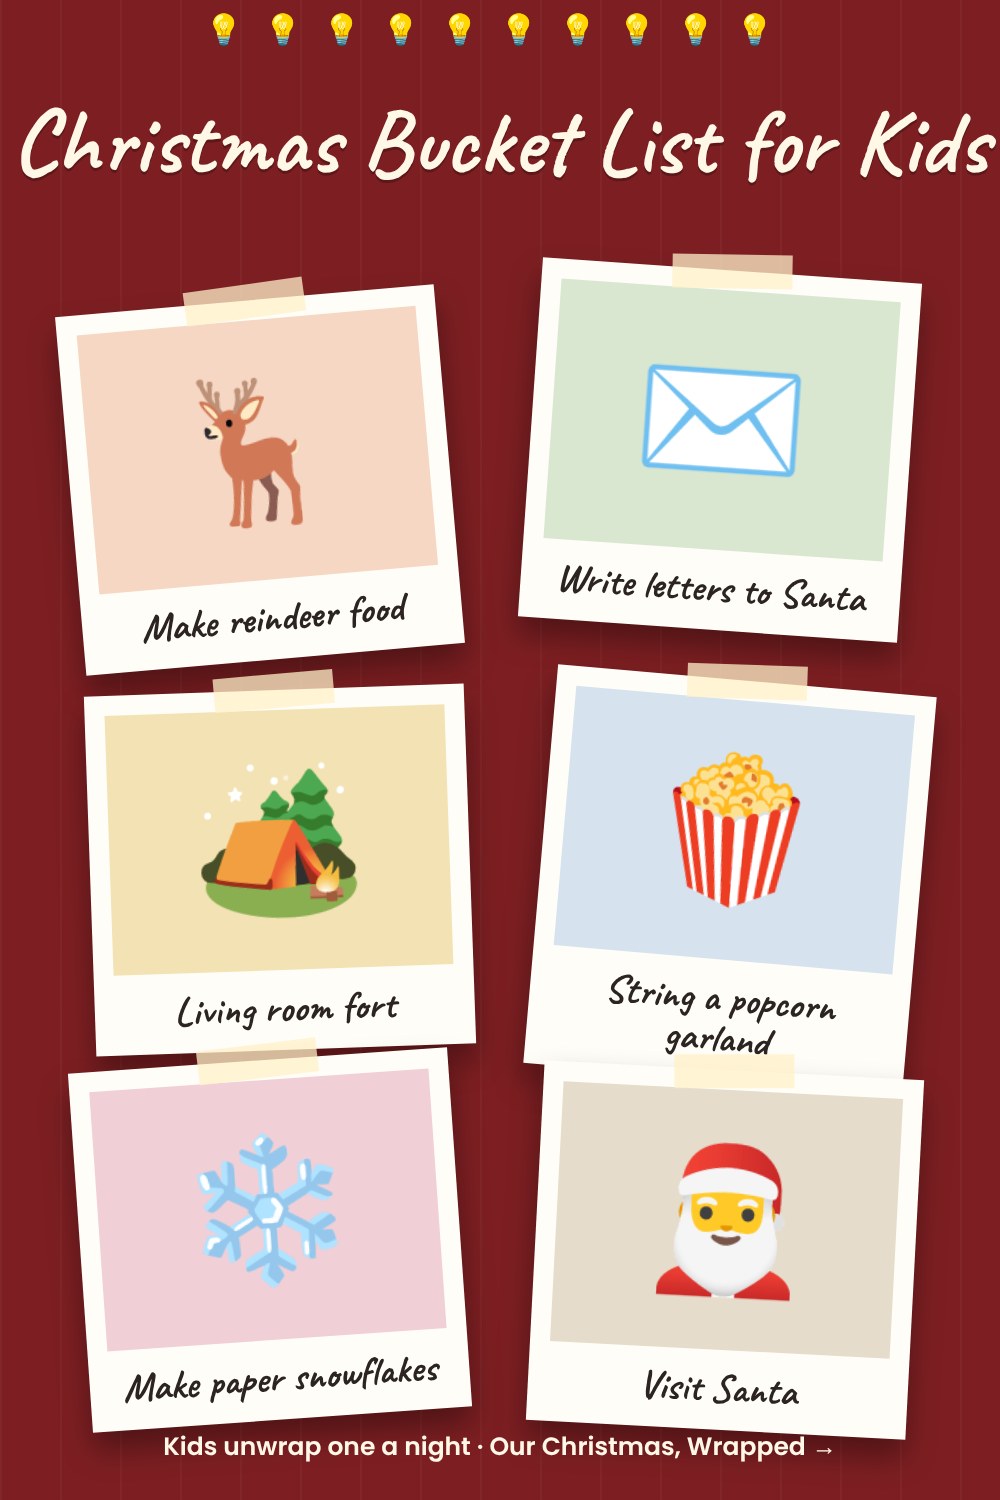 Christmas Bucket List for Kids
Make reindeer food
Write letters to Santa
Living room fort
String a popcorn
garland
Make paper snowflakes
Visit Santa
Kids unwrap one a night · Our Christmas, Wrapped →